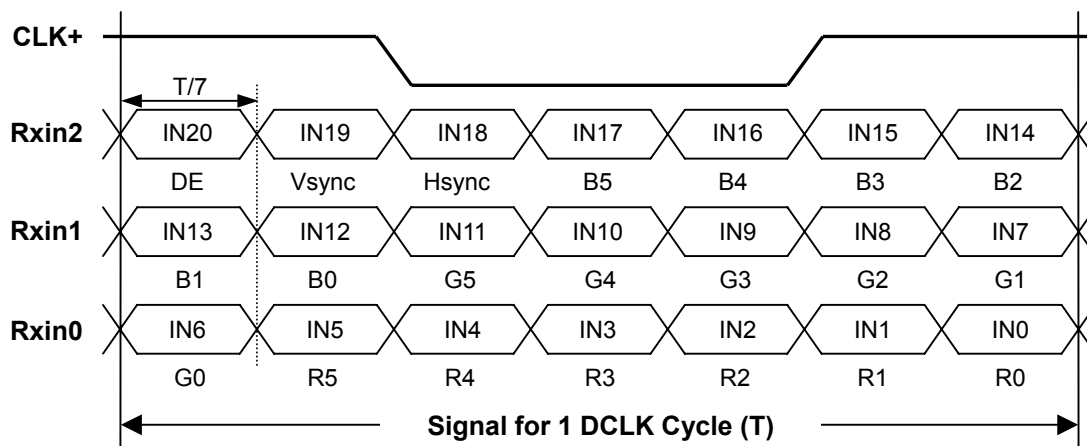 CLK+
T/7
Rxin2 IN20 IN19 IN18 IN17 IN16 IN15 IN14
DE Vsync Hsync B5 B4 B3 B2
Rxin1 IN13 IN12 IN11 IN10 IN9 IN8 IN7
B1 B0 G5 G4 G3 G2 G1
Rxin0 IN6 IN5 IN4 IN3 IN2 IN1 IN0
G0 R5 R4 R3 R2 R1 R0
Signal for 1 DCLK Cycle (T)